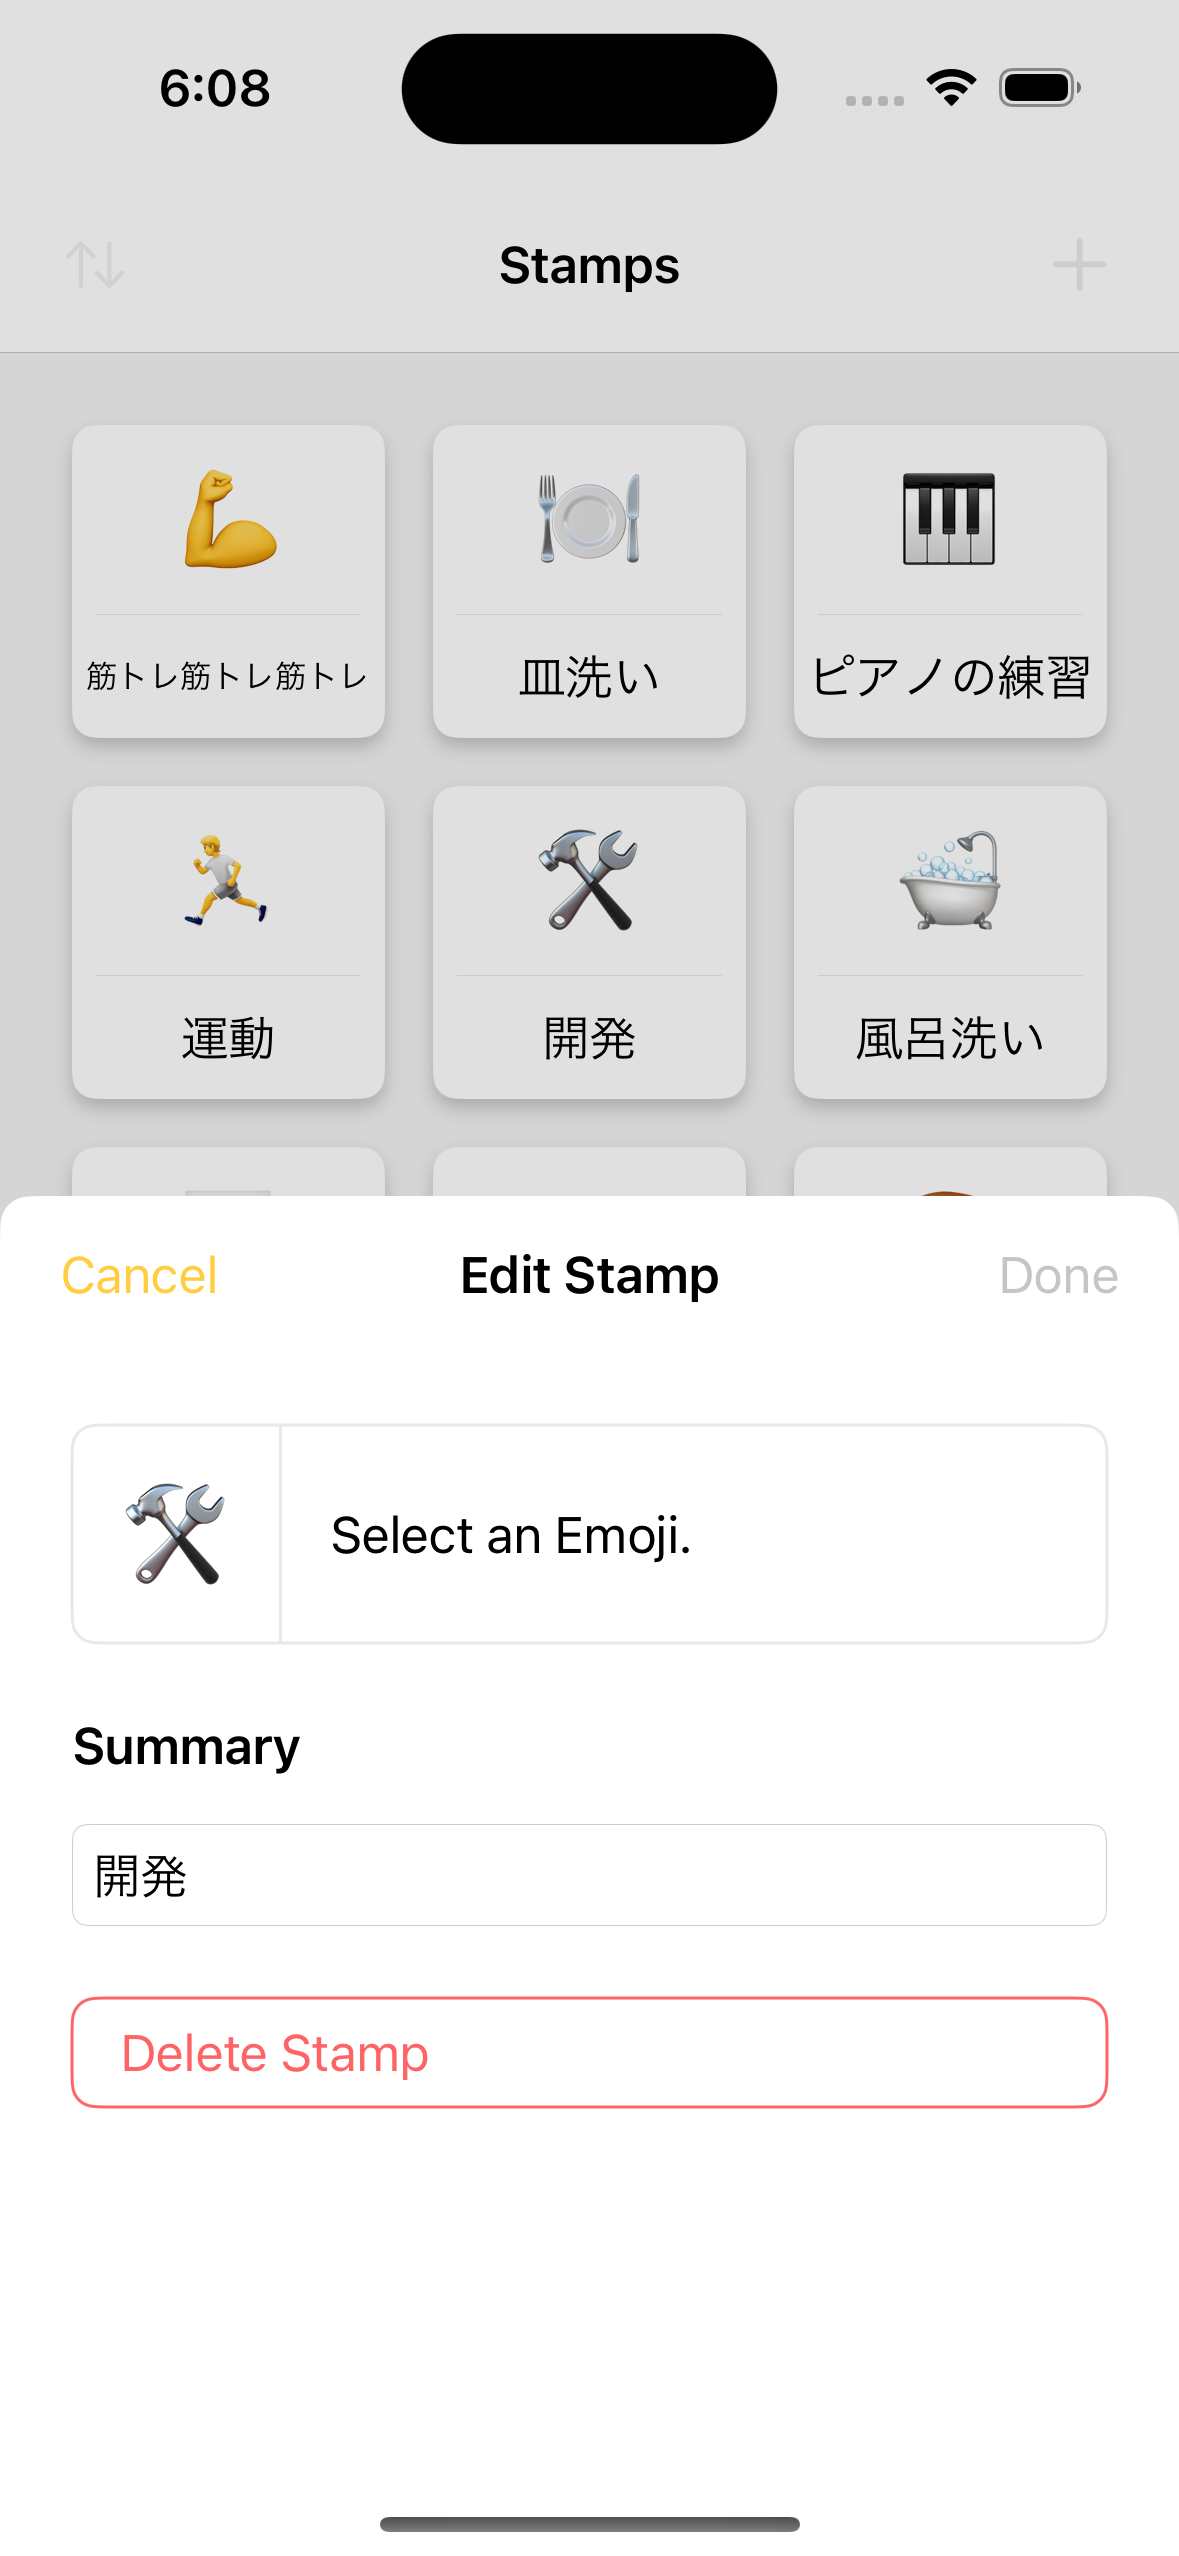 6:08
Stamps
筋トレ筋トレ筋トレ
皿洗い
ピアノの練習
運動
開発
風呂洗い
Cancel
Edit Stamp
Done
Select an Emoji.
Summary
開発
Delete Stamp